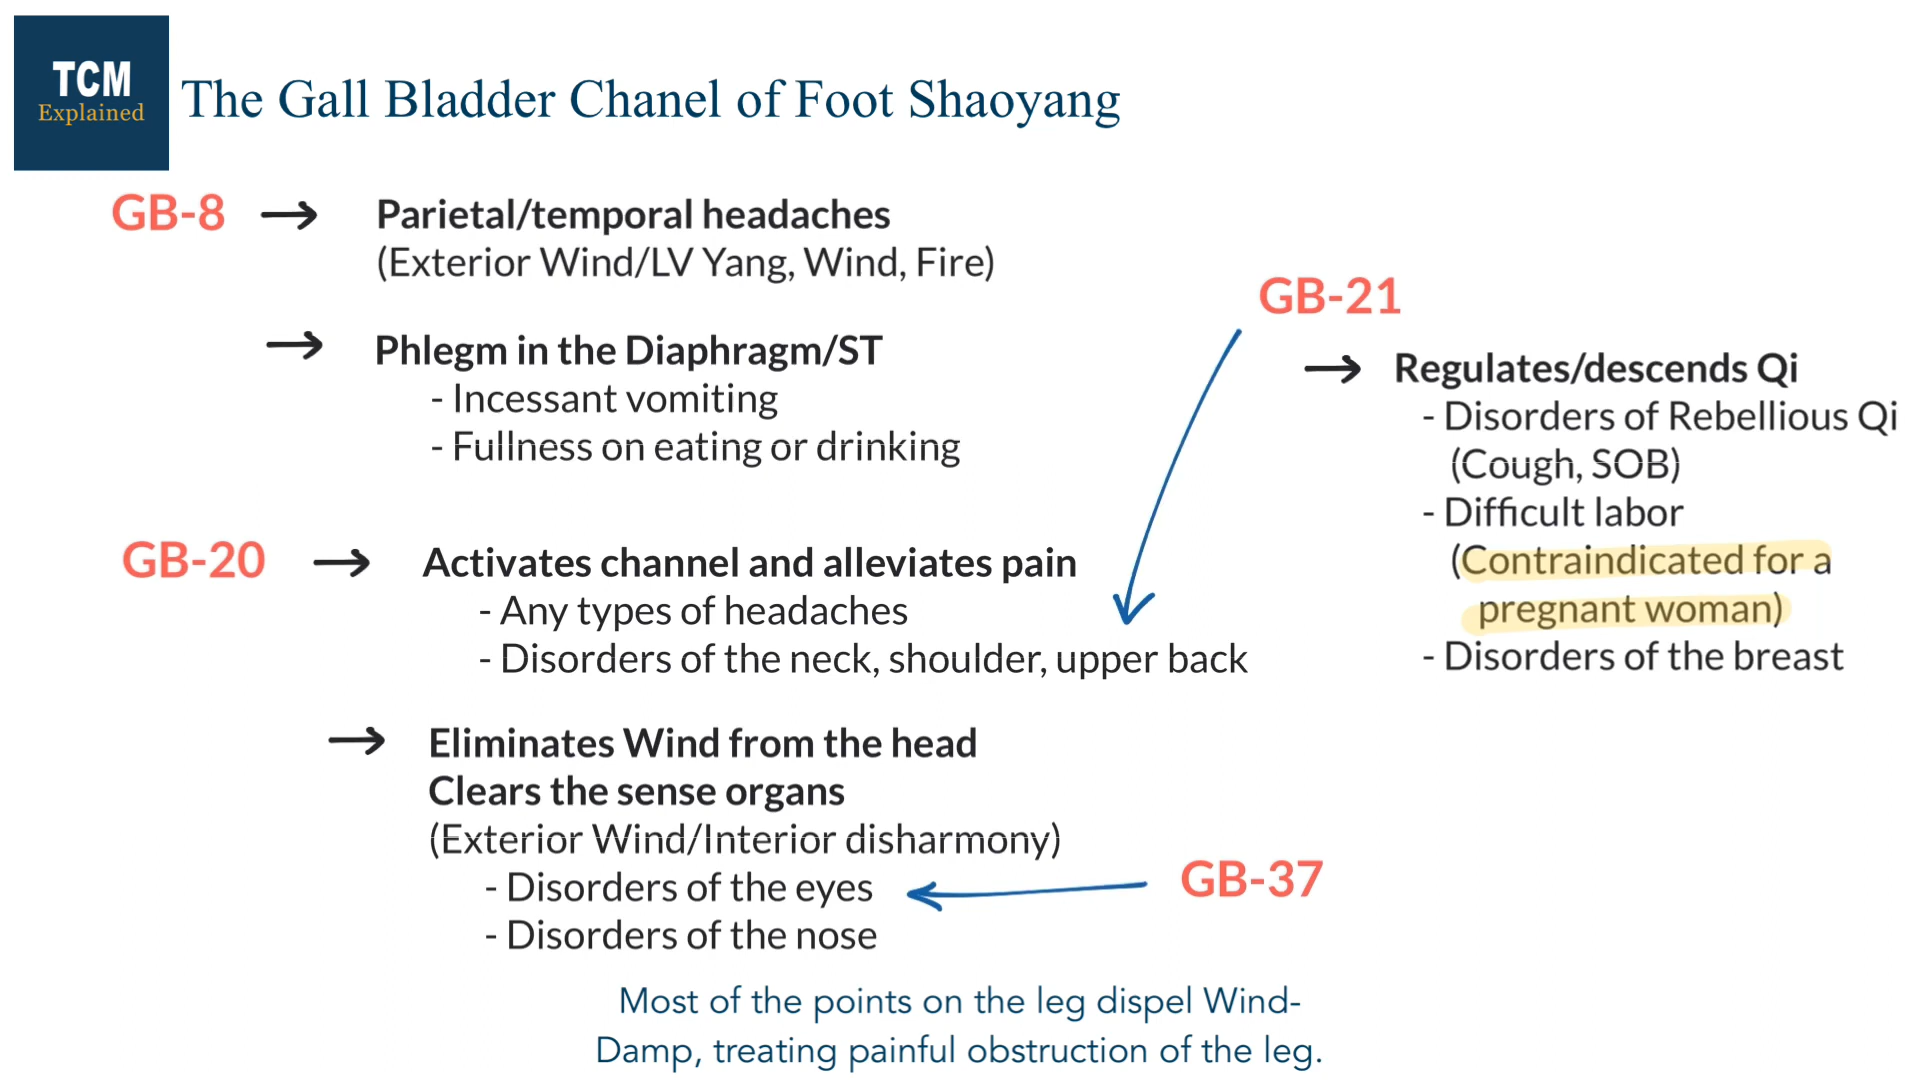 TCM
Explained
The Gall Bladder Chanel of Foot Shaoyang
GB-8
Parietal/temporal headaches
(Exterior Wind/LV Yang, Wind, Fire)
Phlegm in the Diaphragm/ST
- Incessant vomiting
- Fullness on eating or drinking
GB-20
Activates channel and alleviates pain
- Any types of headaches
- Disorders of the neck, shoulder, upper back
Eliminates Wind from the head
Clears the sense organs
(Exterior Wind/Interior disharmony)
- Disorders of the eyes
- Disorders of the nose
GB-37
GB-21
Regulates/descends Qi
- Disorders of Rebellious Qi
(Cough, SOB)
- Difficult labor
(Contraindicated for a
pregnant woman)
- Disorders of the breast
Most of the points on the leg dispel Wind-
Damp, treating painful obstruction of the leg.